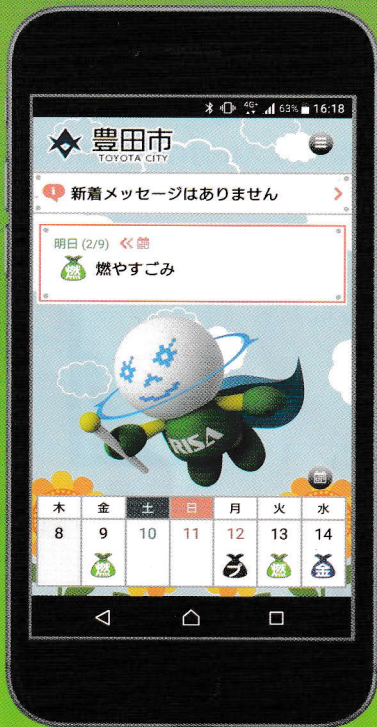 4G+ 63% 16:18
豊田市
TOYOTA CITY
新着メッセージはありません
明日 (2/9)
燃 燃やすごみ
RISA
木 金 土 日 月 火 水
8 9 10 11 12 13 14
燃 プ 燃 金